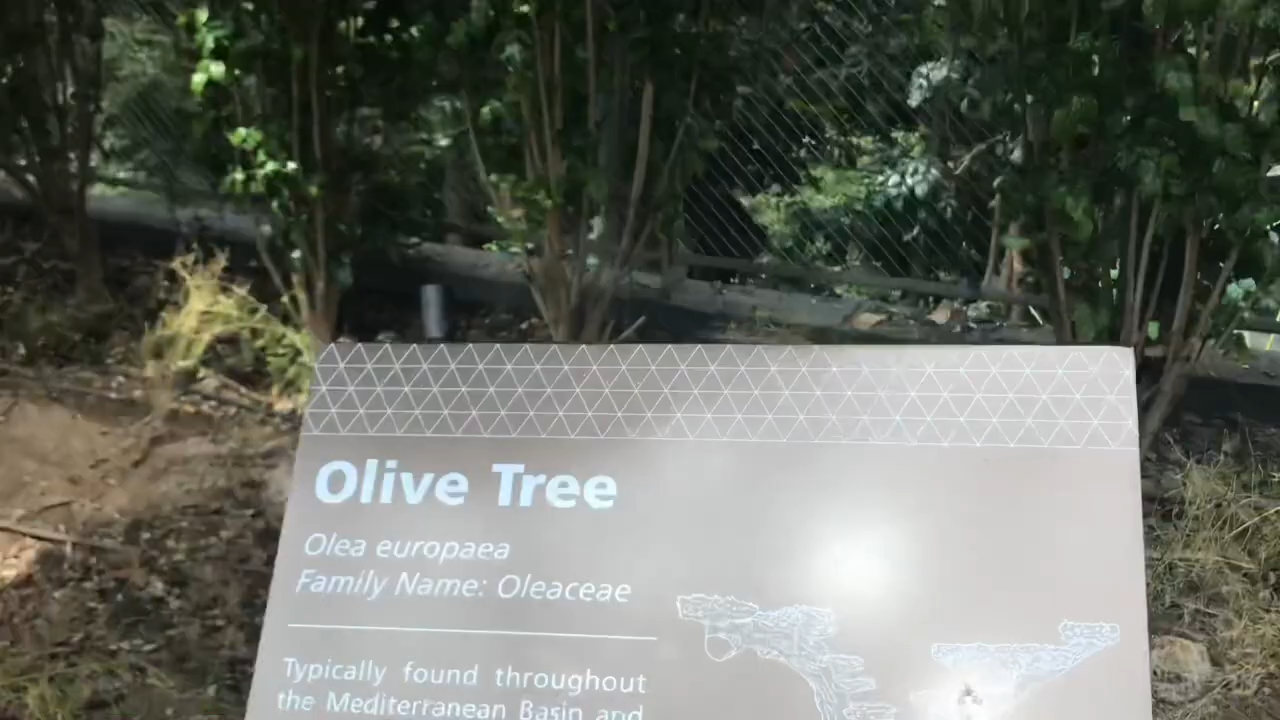 Olive Tree
Olea europaea
Family Name: Oleaceae
Typically found throughout
the Mediterranean Basin and